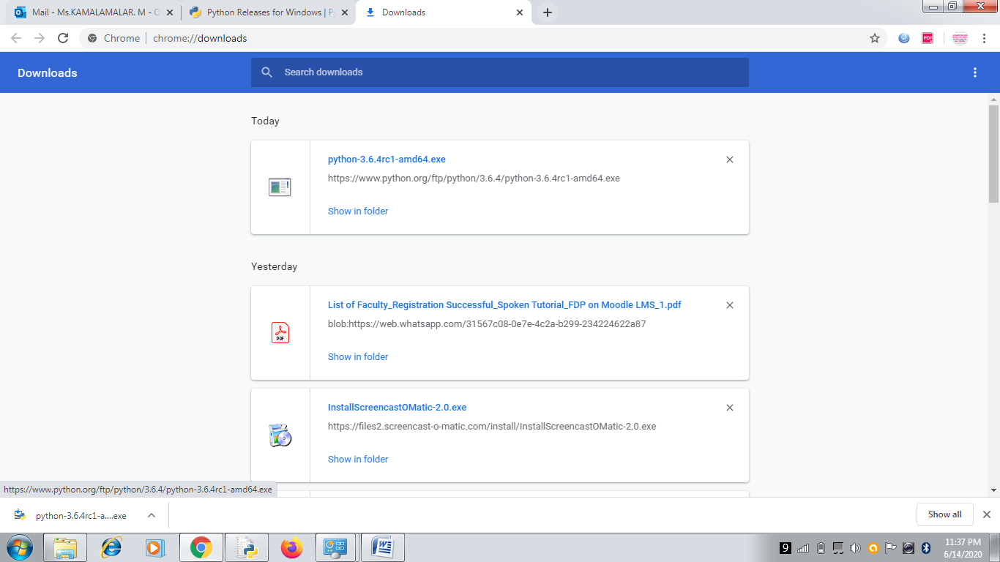 Mail - Ms.KAMALAMALAR. M - O
Python Releases for Windows | Py
Downloads
Chrome
chrome://downloads
Downloads
Search downloads
Today
python-3.6.4rc1-amd64.exe
https://www.python.org/ftp/python/3.6.4/python-3.6.4rc1-amd64.exe
Show in folder
Yesterday
List of Faculty_Registration Successful_Spoken Tutorial_FDP on Moodle LMS_1.pdf
blob:https://web.whatsapp.com/31567c08-0e7e-4c2a-b299-234224622a87
Show in folder
InstallScreencastOMatic-2.0.exe
https://files2.screencast-o-matic.com/install/InstallScreencastOMatic-2.0.exe
Show in folder
https://www.python.org/ftp/python/3.6.4/python-3.6.4rc1-amd64.exe
python-3.6.4rc1-a....exe
Show all
11:37 PM
6/14/2020